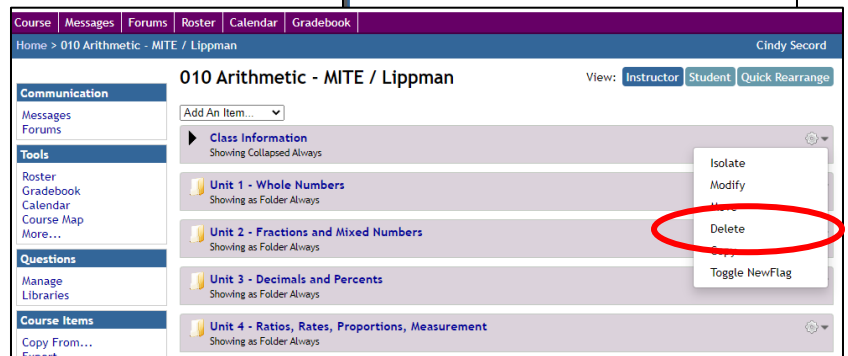 Course Messages Forums Roster Calendar Gradebook
Home > 010 Arithmetic - MITE / Lippman Cindy Secord
010 Arithmetic - MITE / Lippman
View: Instructor Student Quick Rearrange
Communication
Messages
Forums
Tools
Roster
Gradebook
Calendar
Course Map
More...
Questions
Manage
Libraries
Course Items
Copy From...
Export
Add An Item...
Class Information
Showing Collapsed Always
Unit 1 - Whole Numbers
Showing as Folder Always
Unit 2 - Fractions and Mixed Numbers
Showing as Folder Always
Unit 3 - Decimals and Percents
Showing as Folder Always
Unit 4 - Ratios, Rates, Proportions, Measurement
Showing as Folder Always
Isolate
Modify
Move
Delete
Copy
Toggle NewFlag